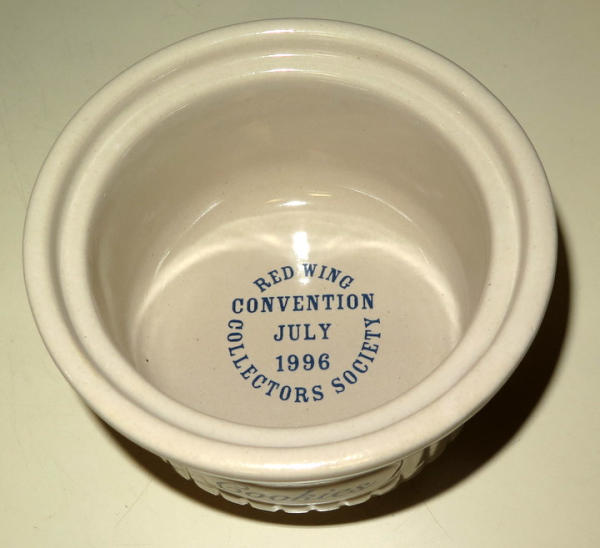 RED WING
CONVENTION
JULY
1996
COLLECTORS SOCIETY
Cookies